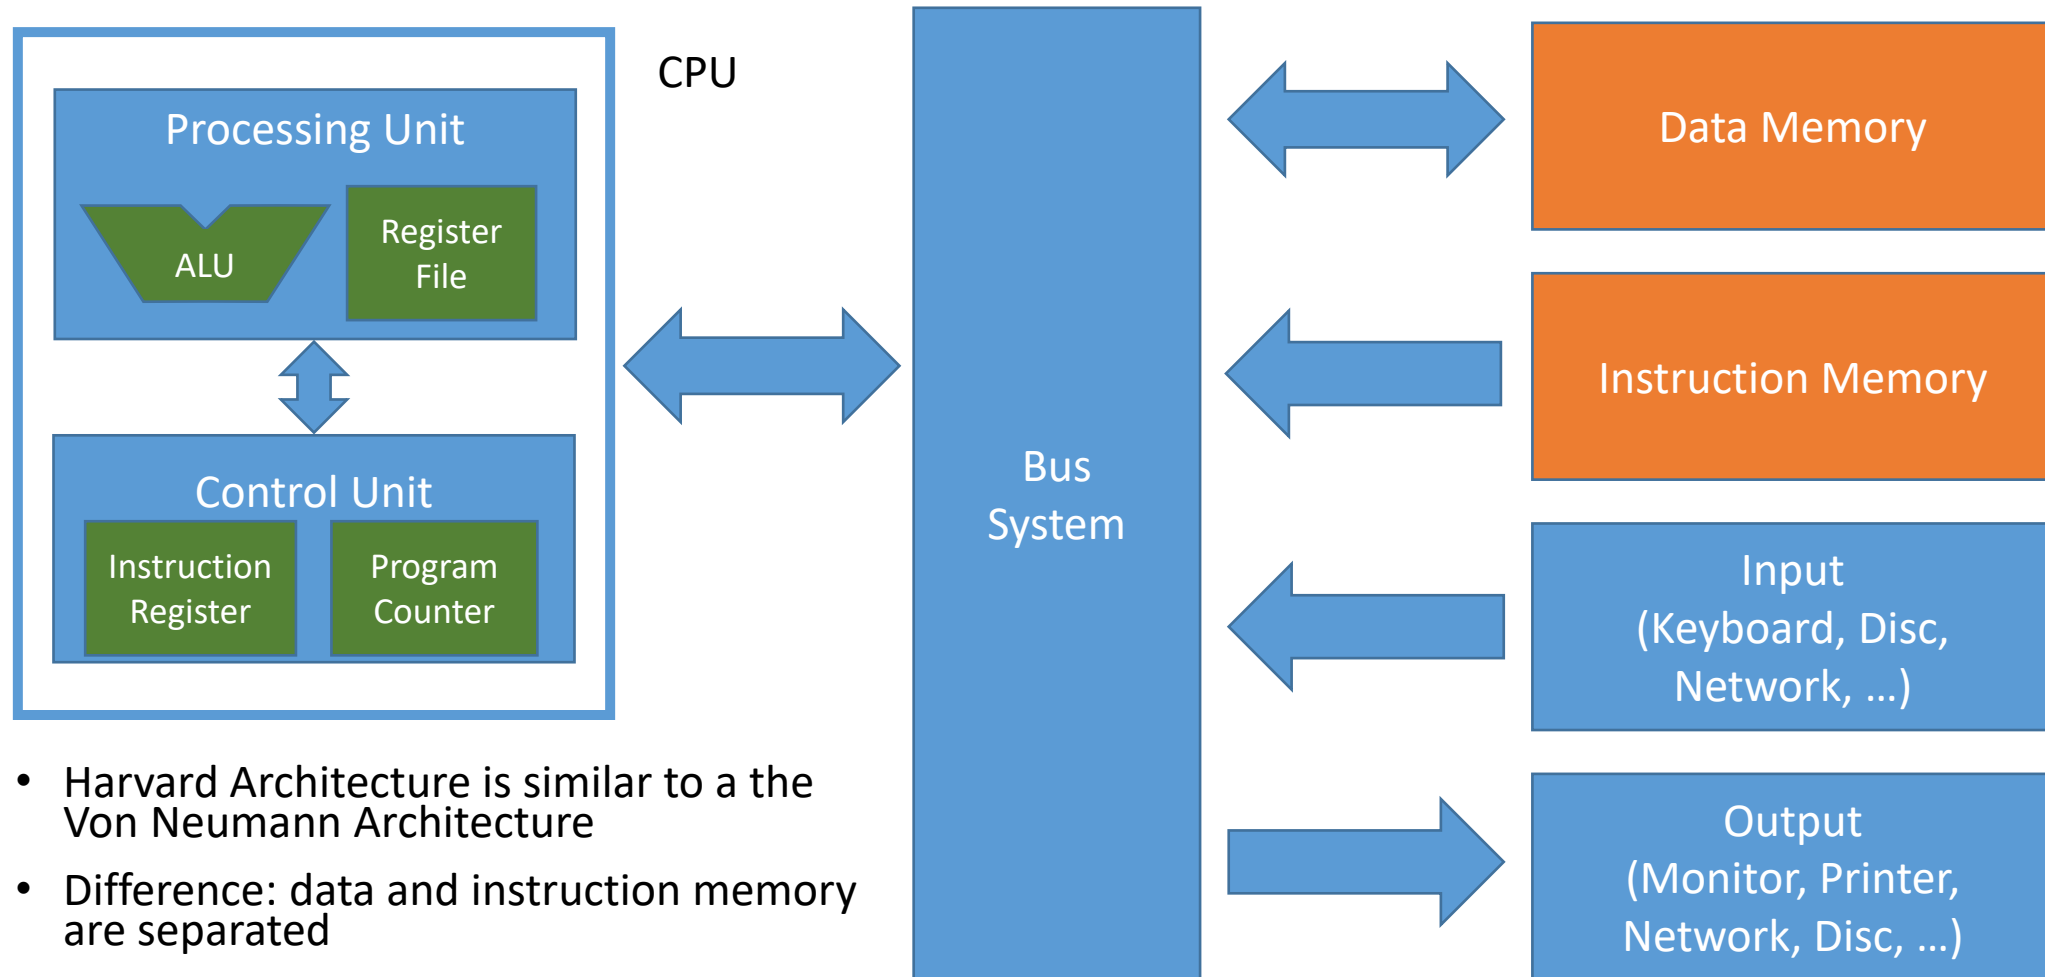 CPU
Processing Unit
ALU
Register
File
Control Unit
Instruction
Register
Program
Counter
• Harvard Architecture is similar to a the
Von Neumann Architecture
• Difference: data and instruction memory
are separated
Bus
System
Data Memory
Instruction Memory
Input
(Keyboard, Disc,
Network, …)
Output
(Monitor, Printer,
Network, Disc, …)